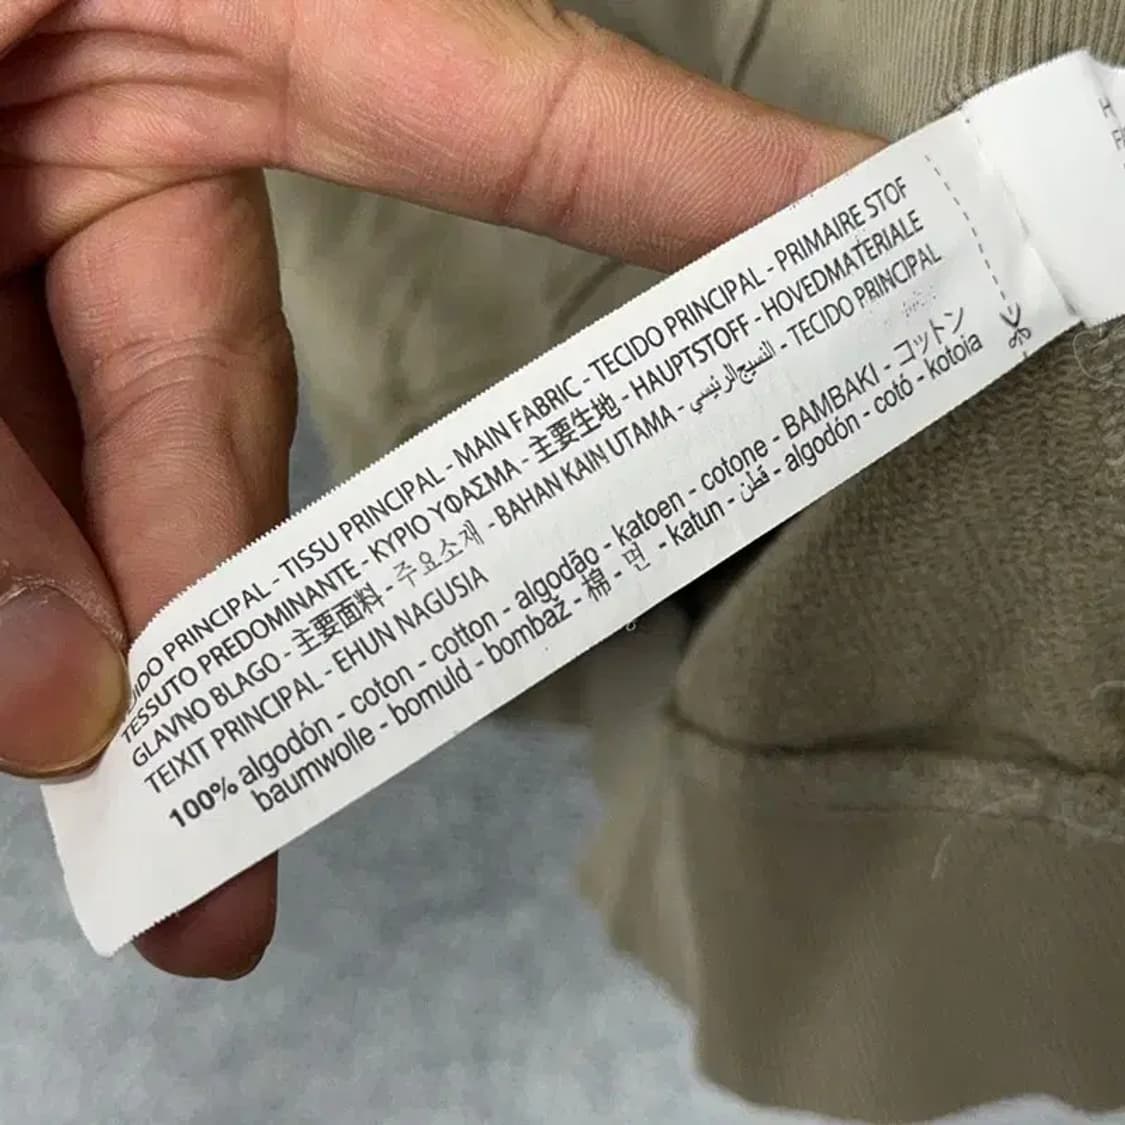 TEJIDO PRINCIPAL - TISSU PRINCIPAL - MAIN FABRIC - TECIDO PRINCIPAL - PRIMAIRE STOF
TESSUTO PREDOMINANTE - ΚΥΡΙΟ ΥΦΑΣΜΑ - 主要生地 - HAUPTSTOFF - HOVEDMATERIALE
GLAVNO BLAGO - 主要面料 - 주요소재 - BAHAN KAIN UTAMA - النسيج الرئيسي - TECIDO PRINCIPAL
TEIXIT PRINCIPAL - EHUN NAGUSIA
100% algodón - coton - cotton - algodão - katoen - cotone - BAMBAKI - コットン
baumwolle - bomuld - bombaž - 棉 - 면 - katun - قطن - algodón - cotó - kotoia